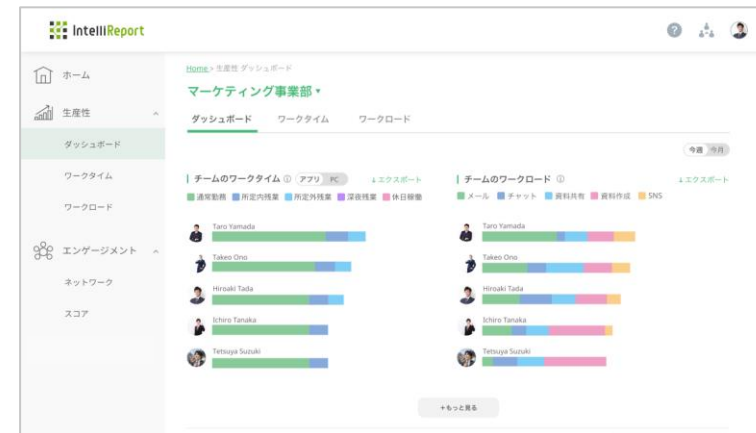 IntelliReport
?
ホーム
生産性
ダッシュボード
ワークタイム
ワークロード
エンゲージメント
ネットワーク
スコア
Home > 生産性 ダッシュボード
マーケティング事業部
ダッシュボード ワークタイム ワークロード
今週 今月
チームのワークタイム アプリ PC ↓エクスポート
通常勤務 所定内残業 所定外残業 深夜残業 休日稼働
Taro Yamada
Takeo Ono
Hiroaki Tada
Ichiro Tanaka
Tetsuya Suzuki
チームのワークロード ↓エクスポート
メール チャット 資料共有 資料作成 SNS
Taro Yamada
Takeo Ono
Hiroaki Tada
Ichiro Tanaka
Tetsuya Suzuki
+もっと見る